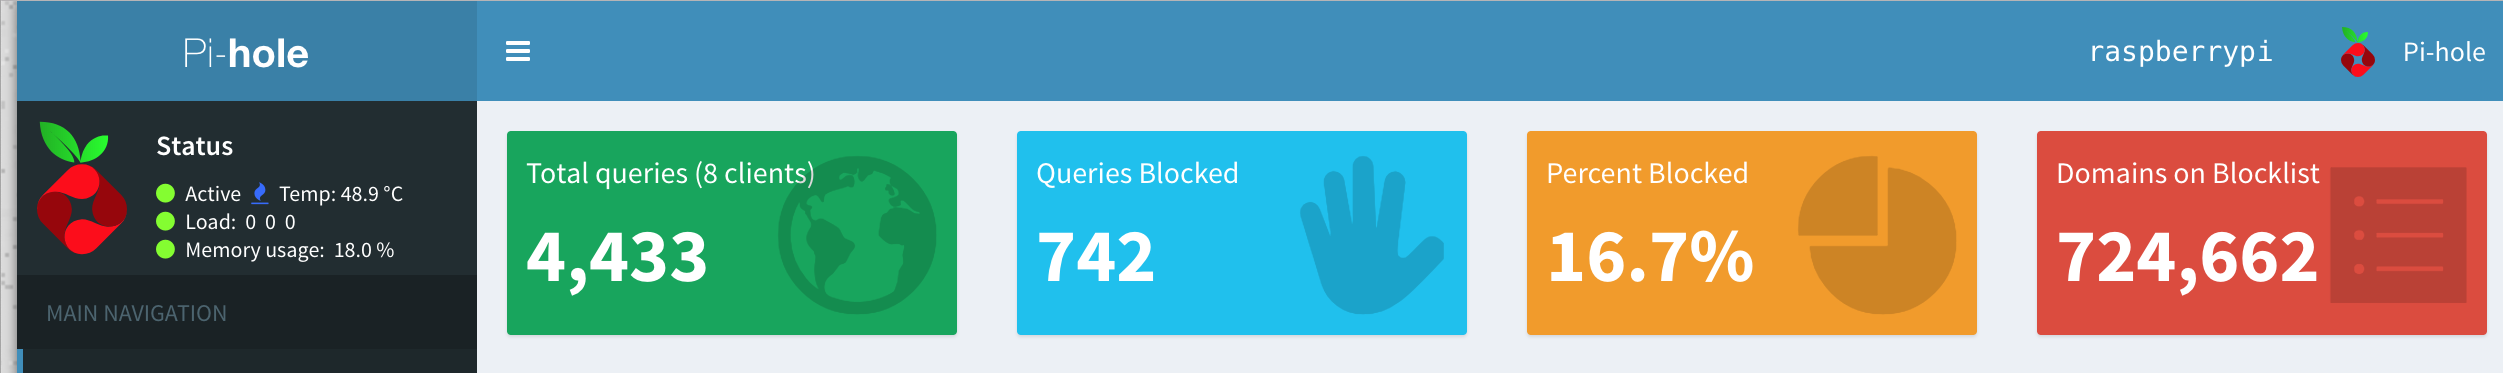 Pi-hole
raspberrypi
Pi-hole
Status
Active Temp: 48.9 °C
Load: 0 0 0
Memory usage: 18.0 %
MAIN NAVIGATION
Total queries (8 clients)
4,433
Queries Blocked
742
Percent Blocked
16.7%
Domains on Blocklist
724,662